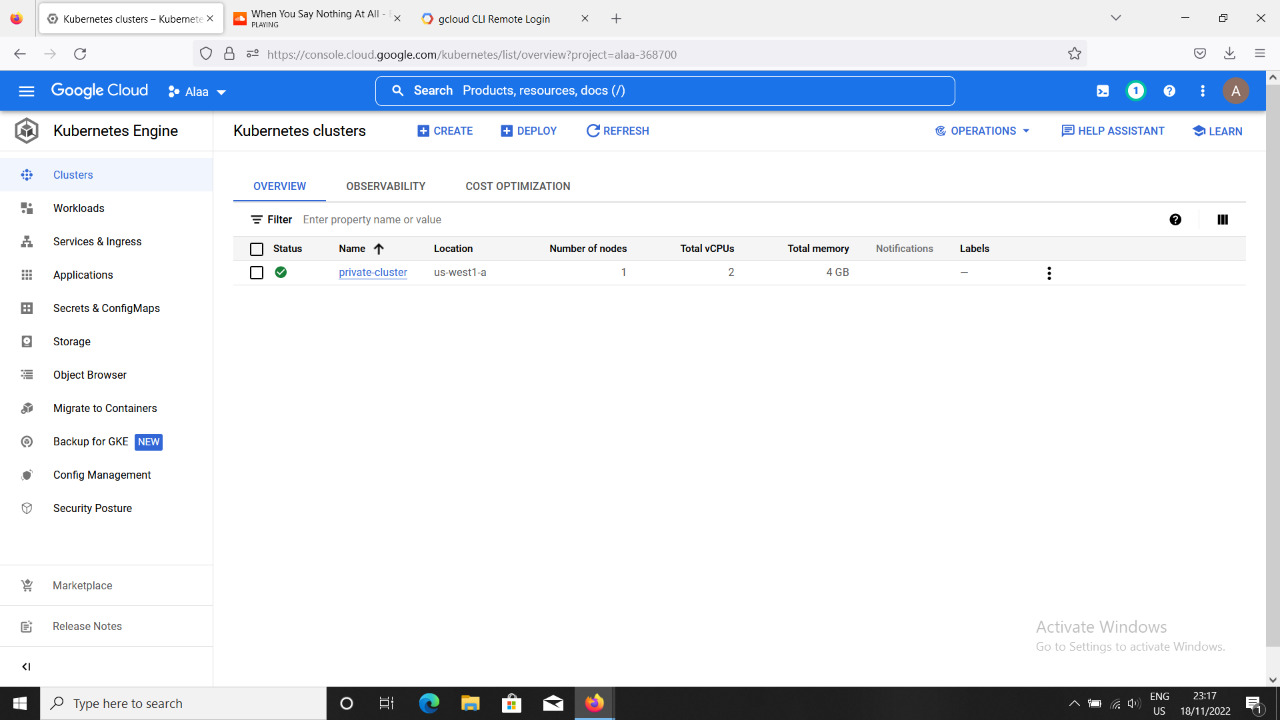 Kubernetes clusters – Kubernete
When You Say Nothing At All -
PLAYING
gcloud CLI Remote Login
https://console.cloud.google.com/kubernetes/list/overview?project=alaa-368700
Google Cloud
Alaa
Search Products, resources, docs (/)
1
A
Kubernetes Engine
Kubernetes clusters
CREATE
DEPLOY
REFRESH
OPERATIONS
HELP ASSISTANT
LEARN
Clusters
Workloads
Services & Ingress
Applications
Secrets & ConfigMaps
Storage
Object Browser
Migrate to Containers
Backup for GKE NEW
Config Management
Security Posture
Marketplace
Release Notes
OVERVIEW
OBSERVABILITY
COST OPTIMIZATION
Filter Enter property name or value
Status Name Location Number of nodes Total vCPUs Total memory Notifications Labels
private-cluster us-west1-a 1 2 4 GB –
Activate Windows
Go to Settings to activate Windows.
Type here to search
ENG
US
23:17
18/11/2022
1